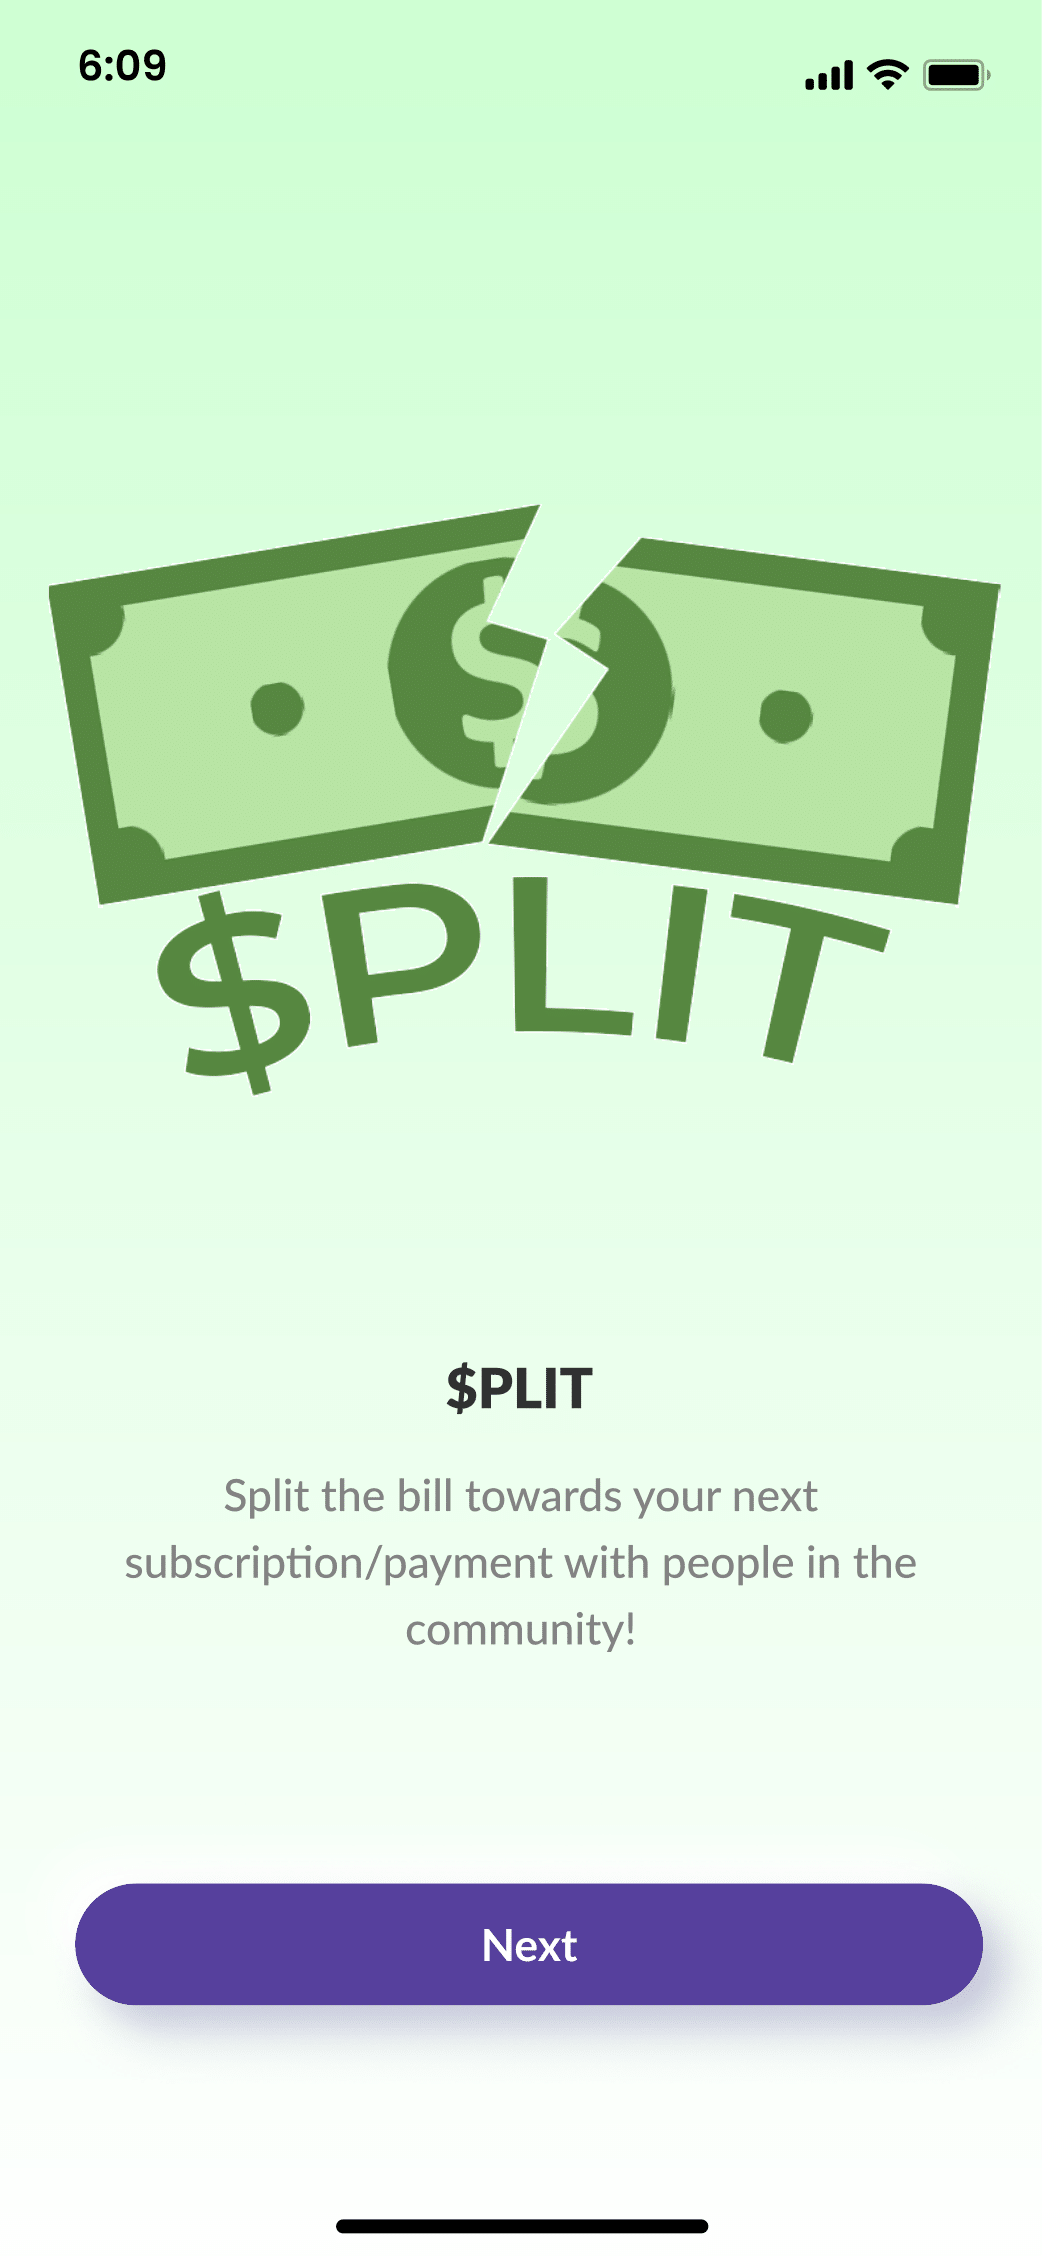 6:09
$
$PLIT
$PLIT
Split the bill towards your next
subscription/payment with people in the
community!
Next